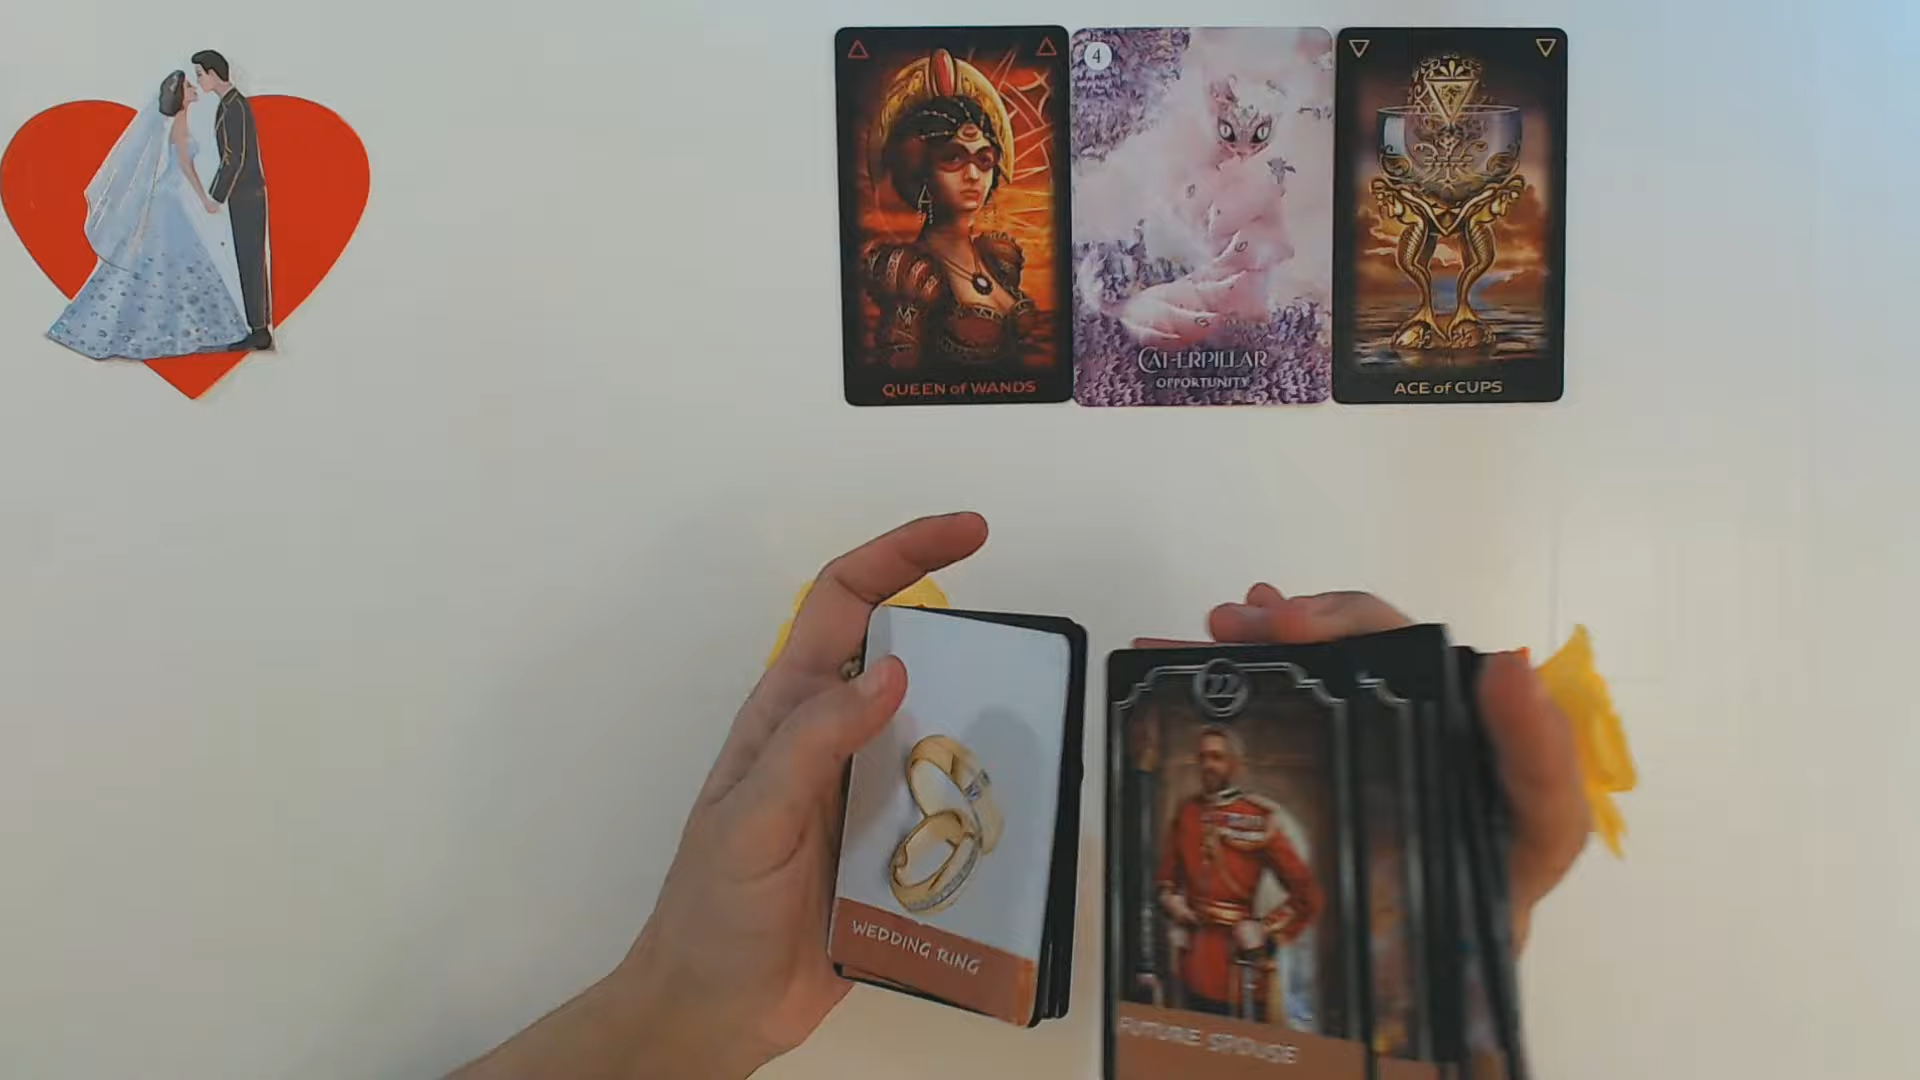 QUEEN of WANDS
4
CATERPILLAR
OPPORTUNITY
ACE of CUPS
WEDDING RING
22
FUTURE SPOUSE